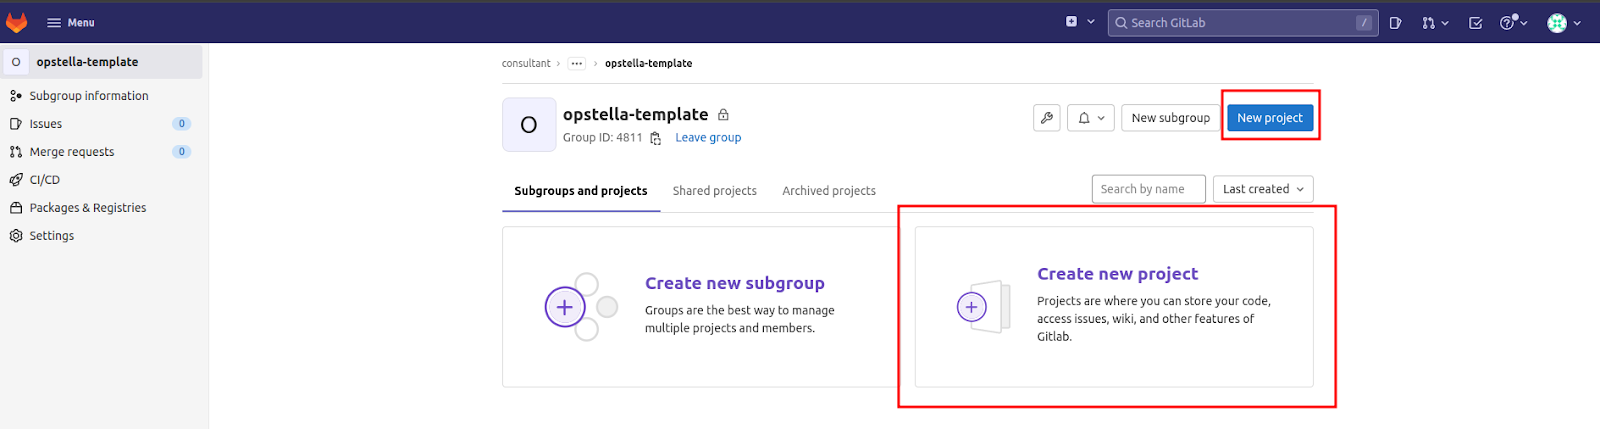 Menu
Search GitLab /
O opstella-template
Subgroup information
Issues 0
Merge requests 0
CI/CD
Packages & Registries
Settings
consultant › ··· › opstella-template
O
opstella-template
Group ID: 4811 Leave group
New subgroup
New project
Subgroups and projects Shared projects Archived projects
Search by name
Last created
Create new subgroup
Groups are the best way to manage
multiple projects and members.
Create new project
Projects are where you can store your code,
access issues, wiki, and other features of
Gitlab.